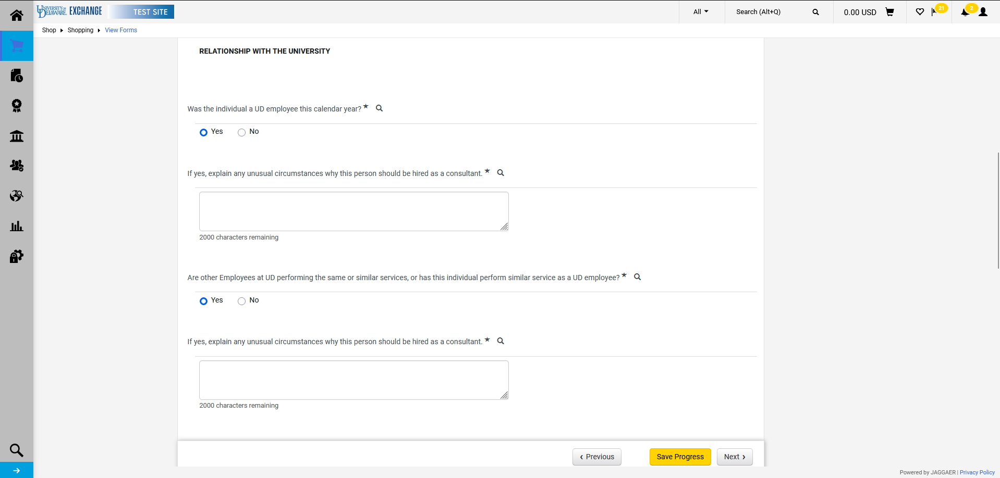 UNIVERSITY OF DELAWARE EXCHANGE TEST SITE
All Search (Alt+Q) 0.00 USD 21 2
Shop Shopping View Forms
RELATIONSHIP WITH THE UNIVERSITY
Was the individual a UD employee this calendar year? ★
Yes No
If yes, explain any unusual circumstances why this person should be hired as a consultant. ★
2000 characters remaining
Are other Employees at UD performing the same or similar services, or has this individual perform similar service as a UD employee? ★
Yes No
If yes, explain any unusual circumstances why this person should be hired as a consultant. ★
2000 characters remaining
‹ Previous Save Progress Next ›
Powered by JAGGAER | Privacy Policy